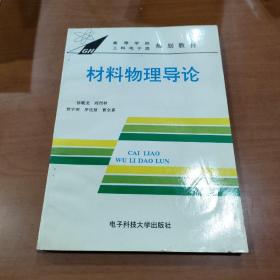 高等学校
工科电子类 规划教材
GH
材料物理导论
CAI LIAO
WU LI DAO LUN
电子科技大学出版社